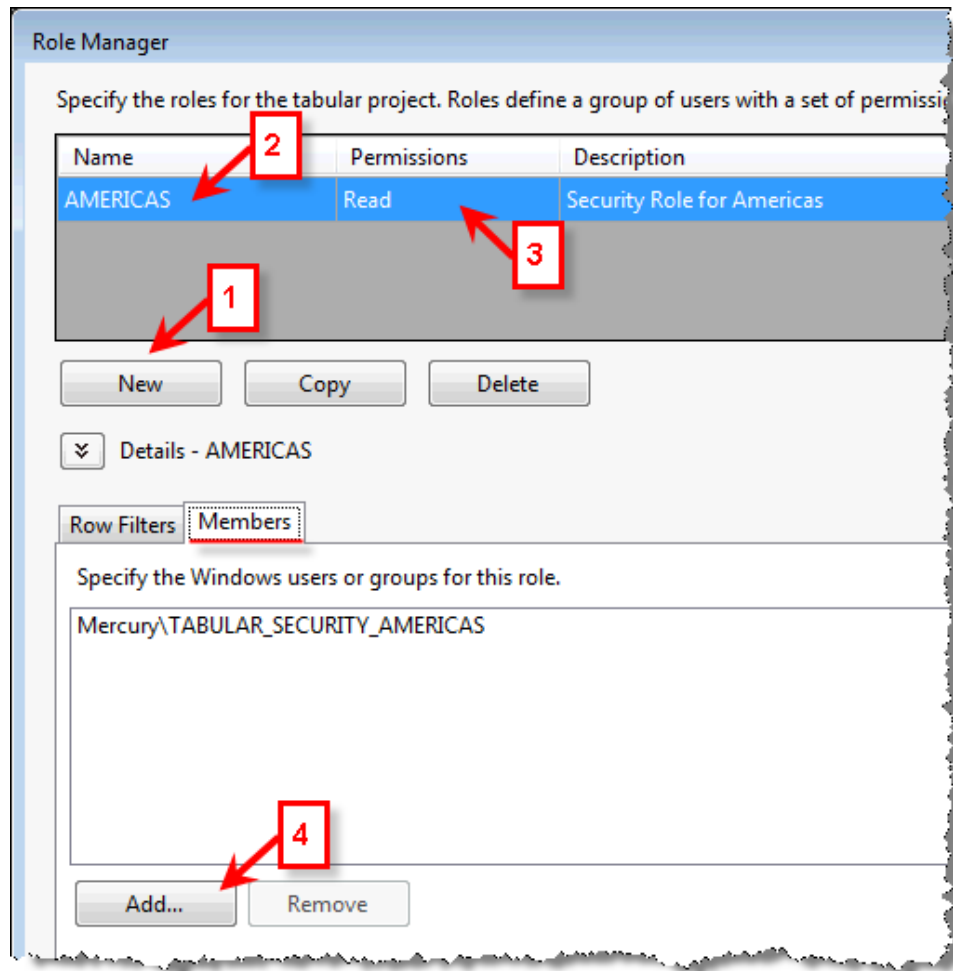 Role Manager
Specify the roles for the tabular project. Roles define a group of users with a set of
Name Permissions Description
2
AMERICAS Read Security Role for Americas
3
1
New Copy Delete
Details - AMERICAS
Row Filters Members
Specify the Windows users or groups for this role.
Mercury\TABULAR_SECURITY_AMERICAS
4
Add... Remove